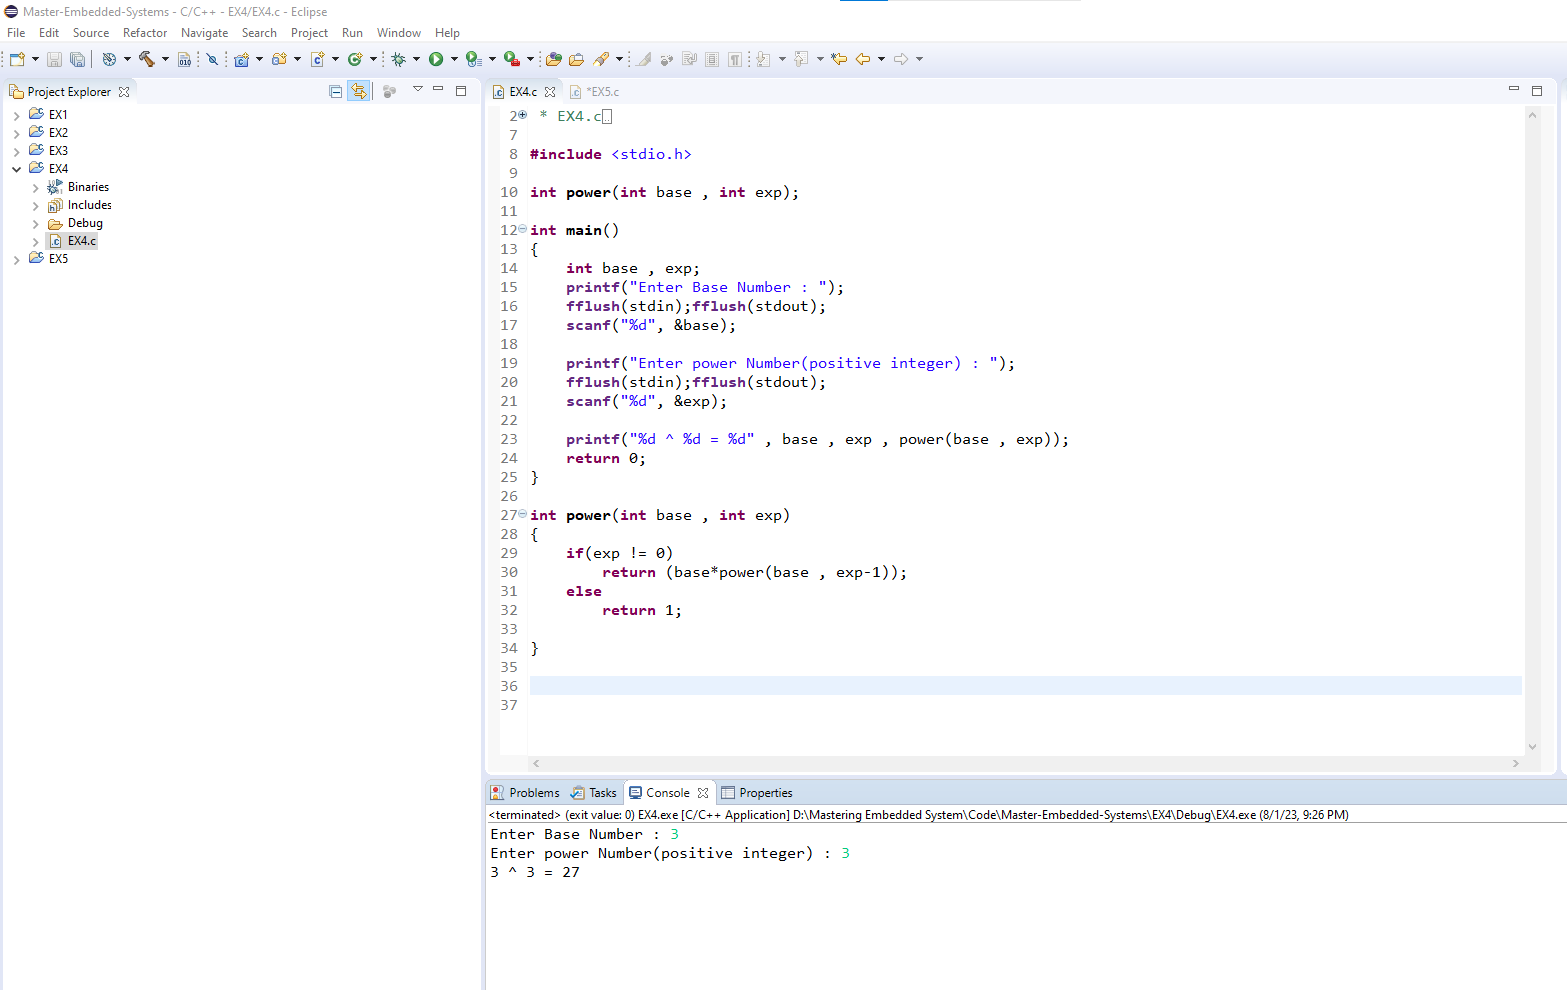 Master-Embedded-Systems - C/C++ - EX4/EX4.c - Eclipse
File Edit Source Refactor Navigate Search Project Run Window Help
Project Explorer
EX1
EX2
EX3
EX4
Binaries
Includes
Debug
EX4.c
EX5
EX4.c *EX5.c
2 * EX4.c
7
8 #include <stdio.h>
9
10 int power(int base , int exp);
11
12 int main()
13 {
14 int base , exp;
15 printf("Enter Base Number : ");
16 fflush(stdin);fflush(stdout);
17 scanf("%d", &base);
18
19 printf("Enter power Number(positive integer) : ");
20 fflush(stdin);fflush(stdout);
21 scanf("%d", &exp);
22
23 printf("%d ^ %d = %d" , base , exp , power(base , exp));
24 return 0;
25 }
26
27 int power(int base , int exp)
28 {
29 if(exp != 0)
30 return (base*power(base , exp-1));
31 else
32 return 1;
33
34 }
35
36
37
Problems Tasks Console Properties
<terminated> (exit value: 0) EX4.exe [C/C++ Application] D:\Mastering Embedded System\Code\Master-Embedded-Systems\EX4\Debug\EX4.exe (8/1/23, 9:26 PM)
Enter Base Number : 3
Enter power Number(positive integer) : 3
3 ^ 3 = 27